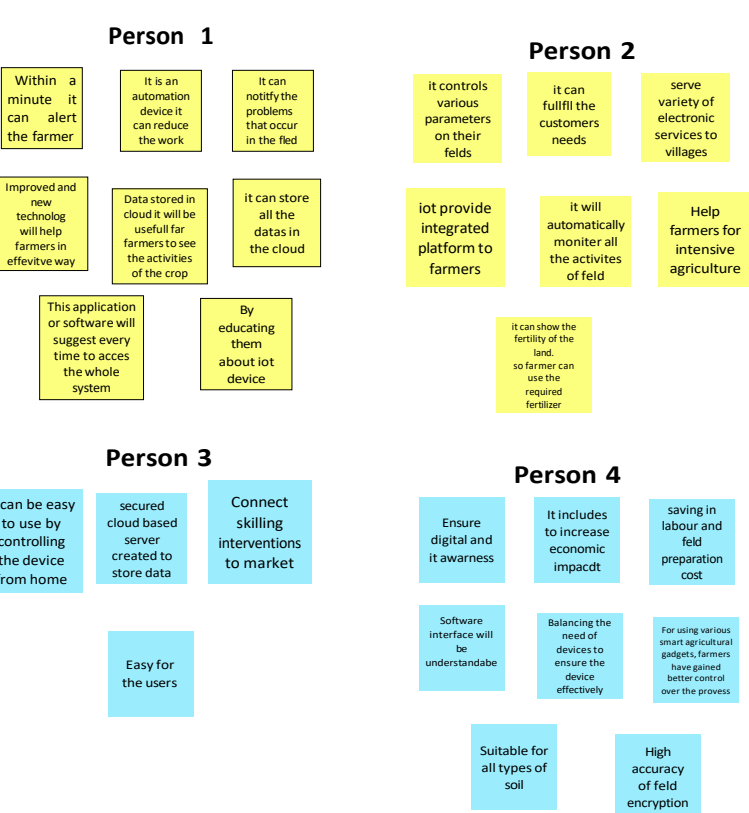 Person 1
Within a
minute it
can alert
the farmer
It is an
automation
device it
can reduce
the work
It can
notitfy the
problems
that occur
in the fled
Improved and
new
technolog
will help
farmers in
effevitve way
Data stored in
cloud it will be
usefull far
farmers to see
the activities
of the crop
it can store
all the
datas in
the cloud
This application
or software will
suggest every
time to acces
the whole
system
By
educating
them
about iot
device
Person 2
it controls
various
parameters
on their
felds
it can
fullfll the
customers
needs
serve
variety of
electronic
services to
villages
iot provide
integrated
platform to
farmers
it will
automatically
moniter all
the activites
of feld
Help
farmers for
intensive
agriculture
it can show the
fertility of the
land.
so farmer can
use the
required
fertilizer
Person 3
can be easy
to use by
controlling
the device
from home
secured
cloud based
server
created to
store data
Connect
skilling
interventions
to market
Easy for
the users
Person 4
Ensure
digital and
it awarness
It includes
to increase
economic
impacdt
saving in
labour and
feld
preparation
cost
Software
interface will
be
understandabe
Balancing the
need of
devices to
ensure the
device
effectively
For using various
smart agricultural
gadgets, farmers
have gained
better control
over the provess
Suitable for
all types of
soil
High
accuracy
of feld
encryption